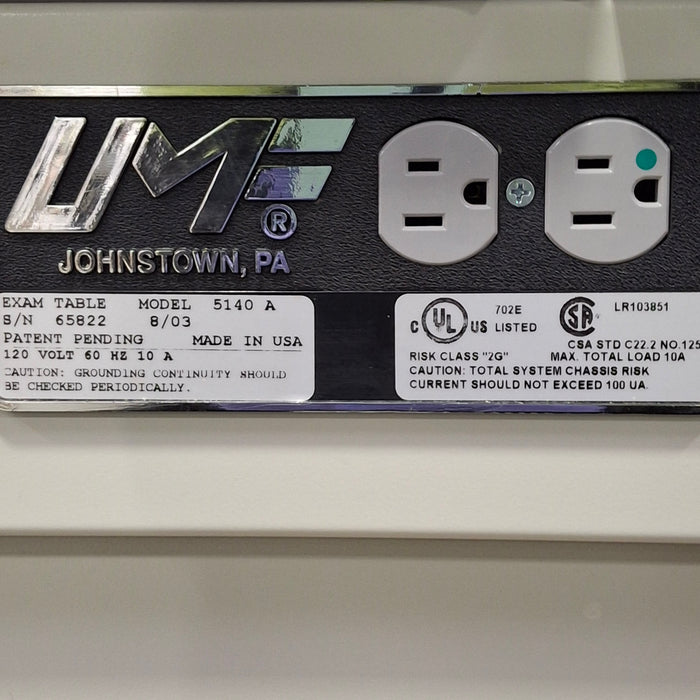 UMF®
JOHNSTOWN, PA
EXAM TABLE MODEL 5140 A
S/N 65822 8/03
PATENT PENDING MADE IN USA
120 VOLT 60 HZ 10 A
CAUTION: GROUNDING CONTINUITY SHOULD
BE CHECKED PERIODICALLY.
C UL US LISTED 702E
SA LR103851
CSA STD C22.2 NO.125
RISK CLASS "2G" MAX. TOTAL LOAD 10A
CAUTION: TOTAL SYSTEM CHASSIS RISK
CURRENT SHOULD NOT EXCEED 100 UA.